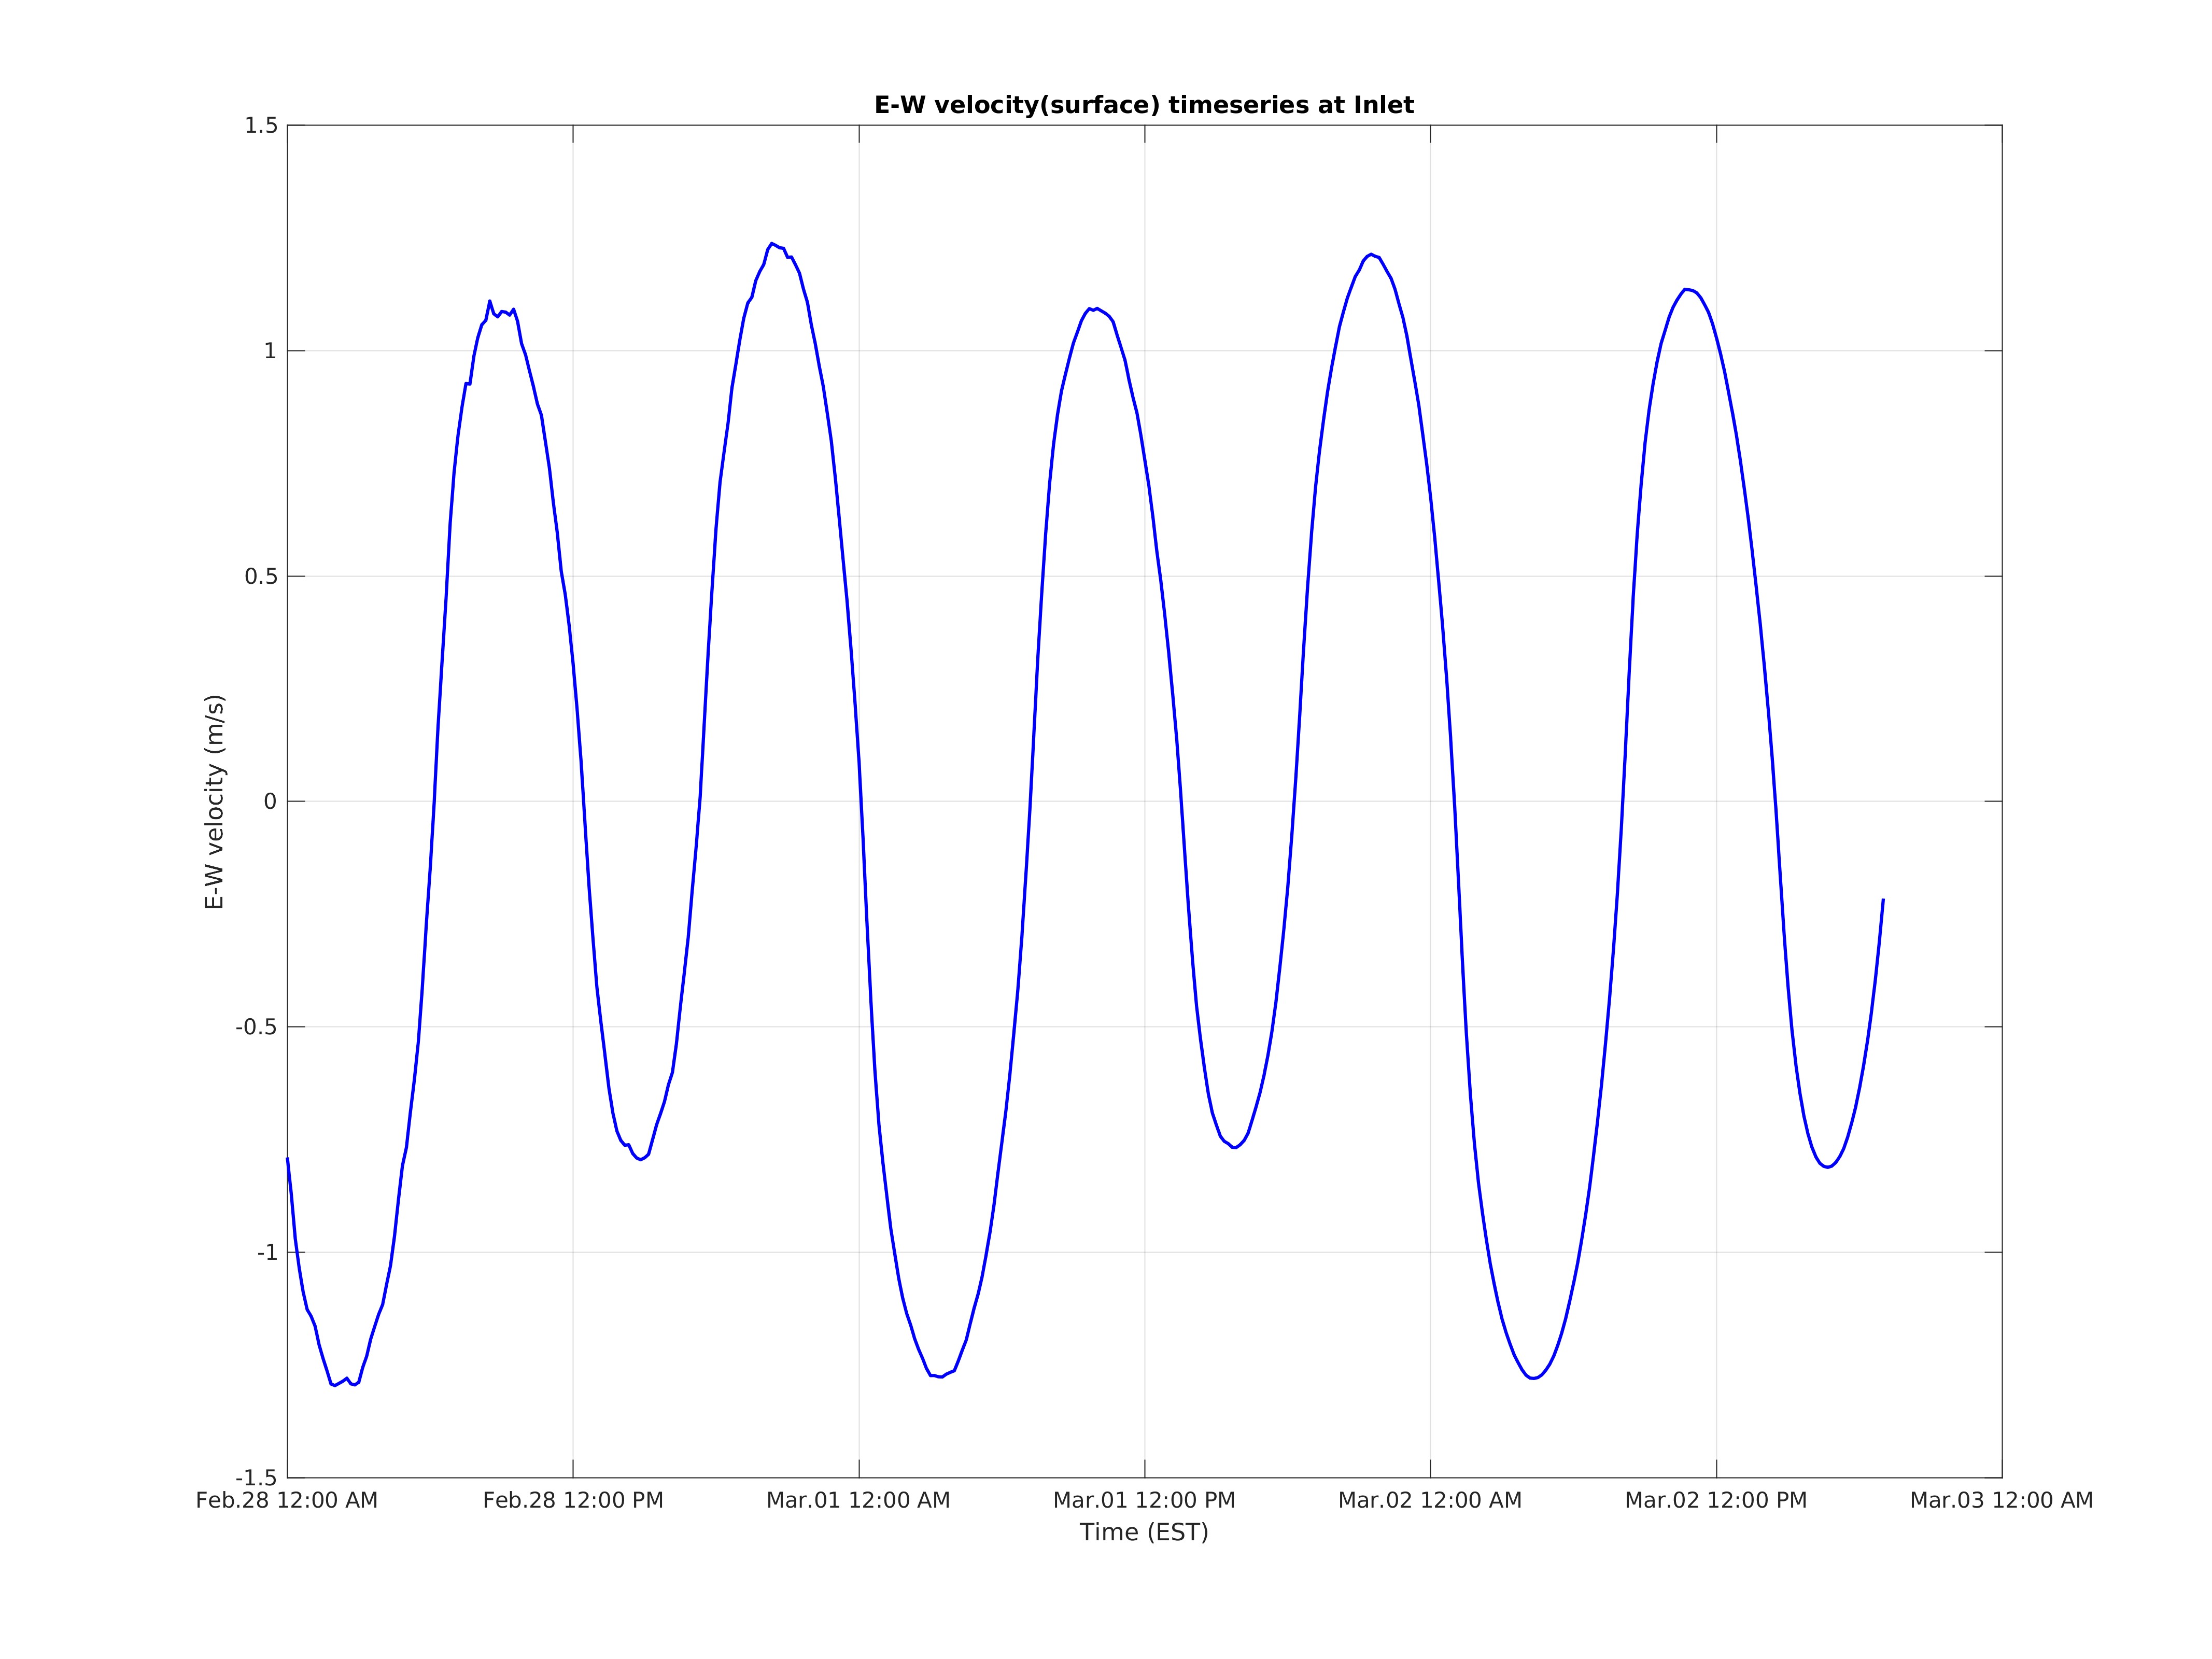 E-W velocity(surface) timeseries at Inlet
1.5
1
0.5
0
-0.5
-1
-1.5
E-W velocity (m/s)
Feb.28 12:00 AM Feb.28 12:00 PM Mar.01 12:00 AM Mar.01 12:00 PM Mar.02 12:00 AM Mar.02 12:00 PM Mar.03 12:00 AM
Time (EST)